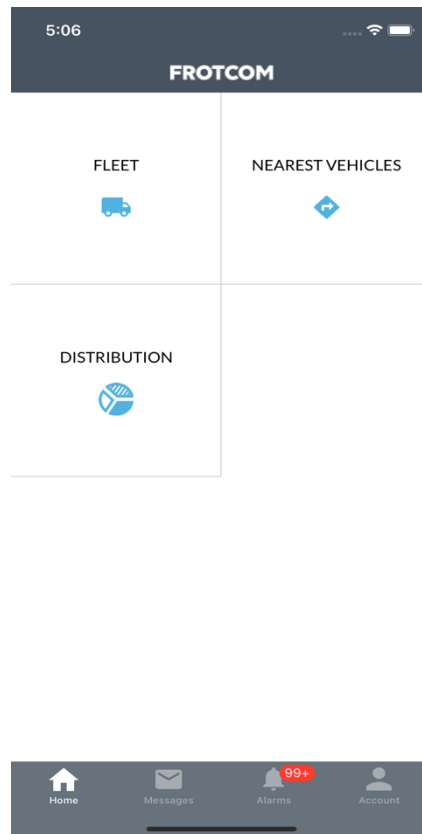 5:06
FROTCOM
FLEET
NEAREST VEHICLES
DISTRIBUTION
99+
Home
Messages
Alarms
Account